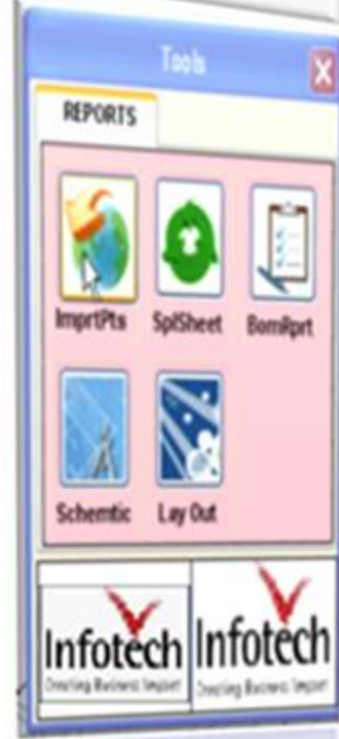 Tools
REPORTS
ImprtPts SplSheet BomRprt
Schemtic Lay Out
Infotech Infotech
Creating Business Impact Creating Business Impact